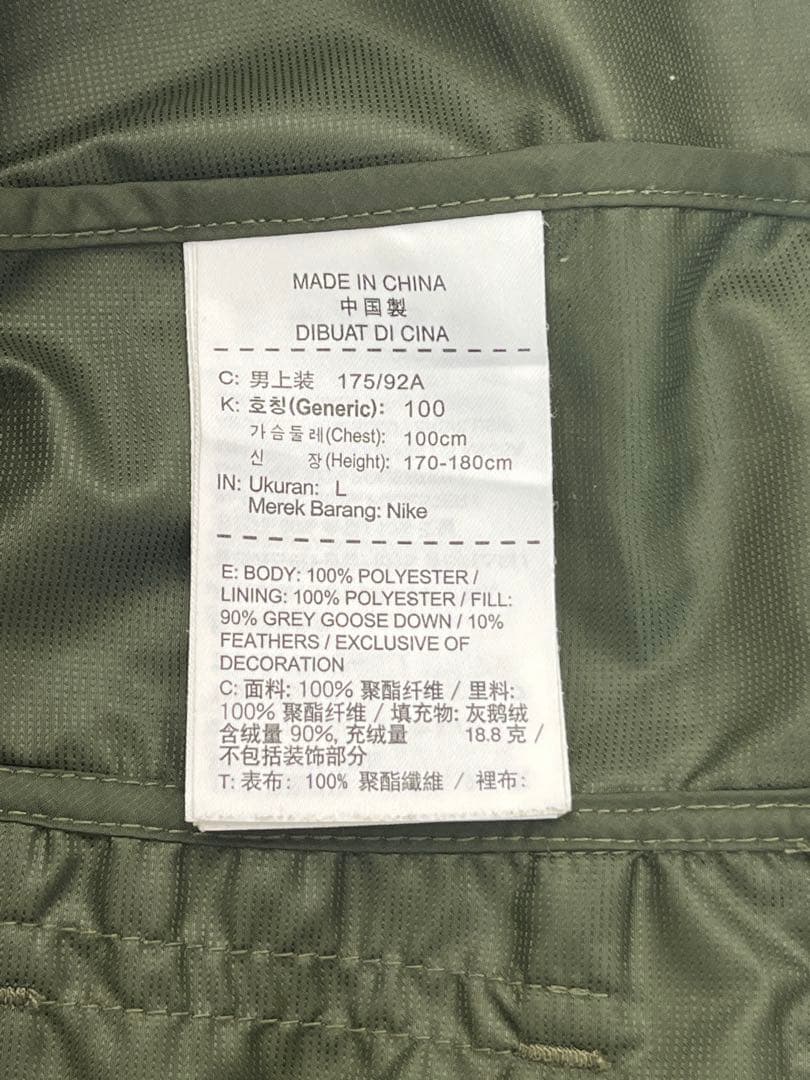 MADE IN CHINA
中国製
DIBUAT DI CINA
C: 男上装 175/92A
K: 호칭(Generic): 100
가슴둘레(Chest): 100cm
신 장(Height): 170-180cm
IN: Ukuran: L
Merek Barang: Nike
E: BODY: 100% POLYESTER /
LINING: 100% POLYESTER / FILL:
90% GREY GOOSE DOWN / 10%
FEATHERS / EXCLUSIVE OF
DECORATION
C: 面料: 100% 聚酯纤维 / 里料:
100% 聚酯纤维 / 填充物: 灰鹅绒
含绒量 90%, 充绒量 18.8 克 /
不包括装饰部分
T: 表布: 100% 聚酯纖維 / 裡布: